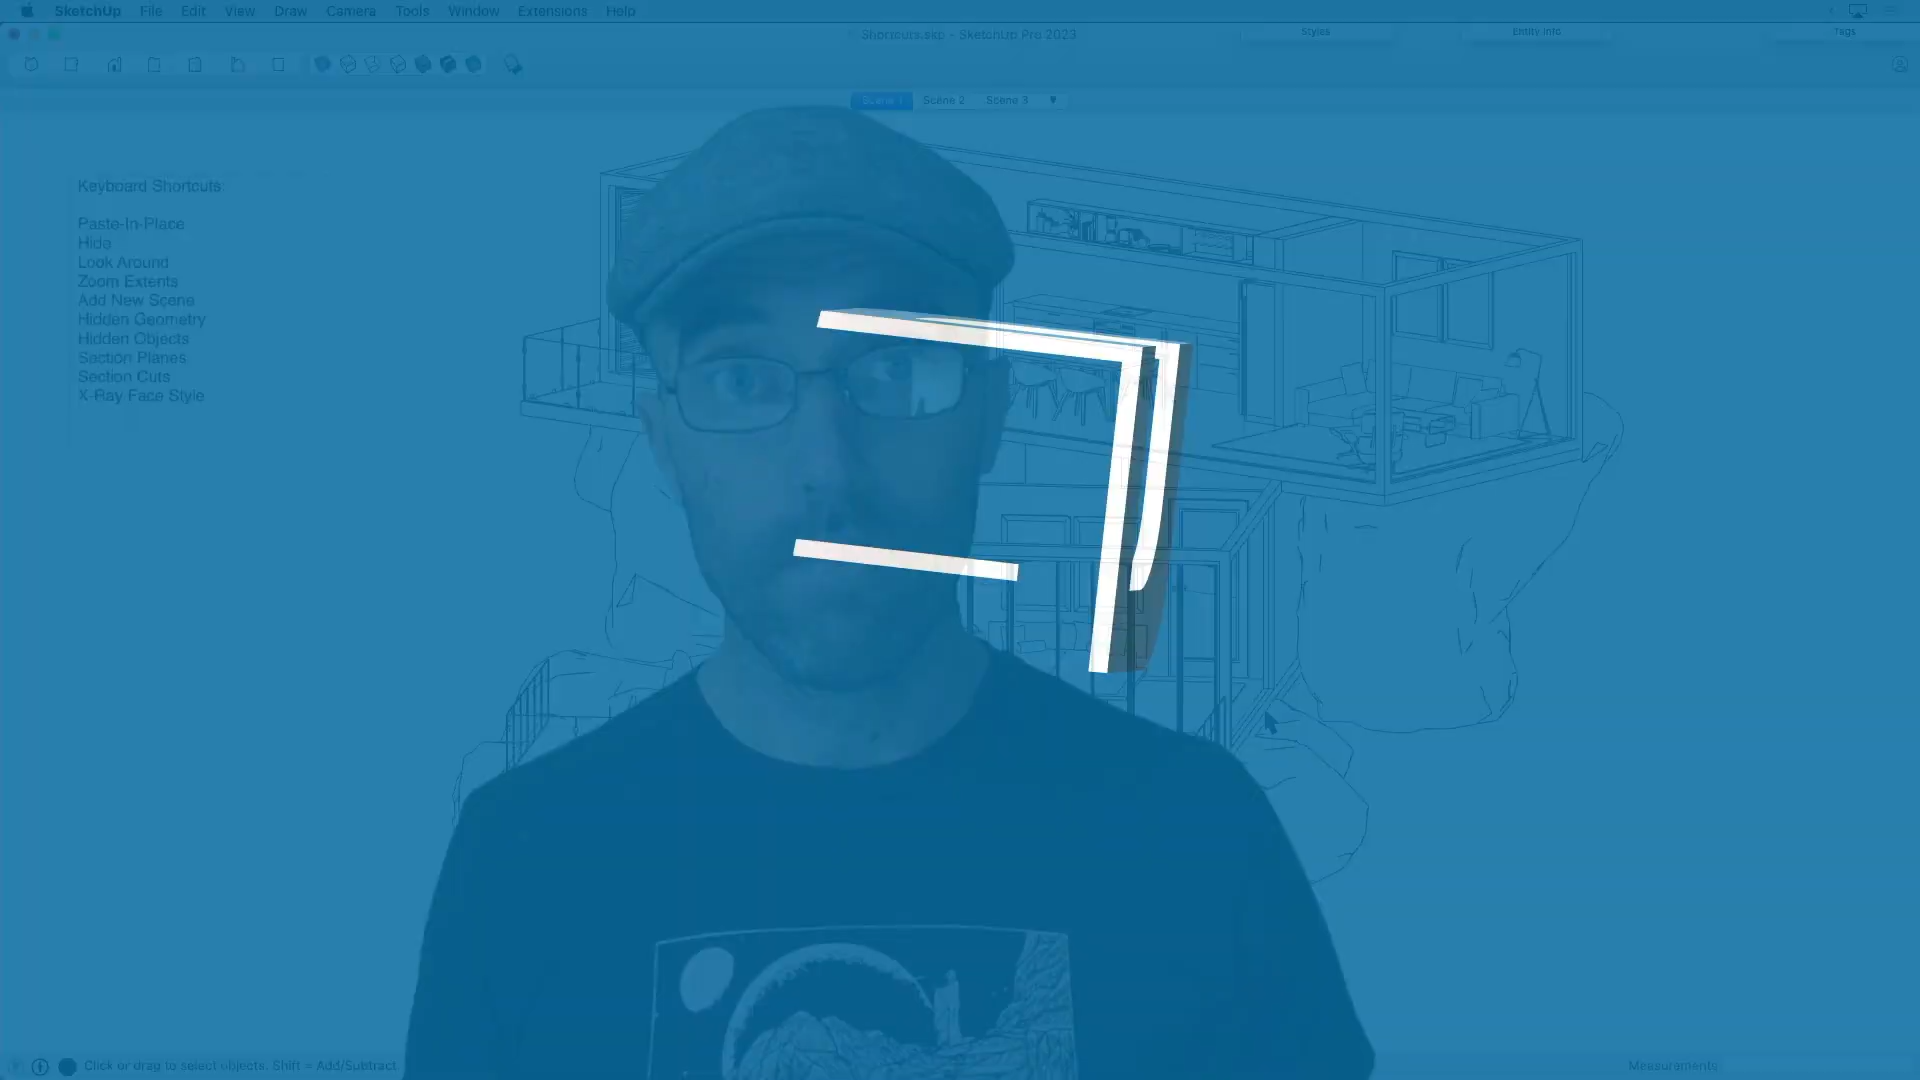 SketchUp File Edit View Draw Camera Tools Window Extensions Help
Shortcuts.skp - SketchUp Pro 2023
Styles
Entity Info
Tags
Scene 1 Scene 2 Scene 3
Keyboard Shortcuts:
Paste-In-Place
Hide
Look Around
Zoom Extents
Add New Scene
Hidden Geometry
Hidden Objects
Section Planes
Section Cuts
X-Ray Face Style
Click or drag to select objects. Shift = Add/Subtract.
Measurements